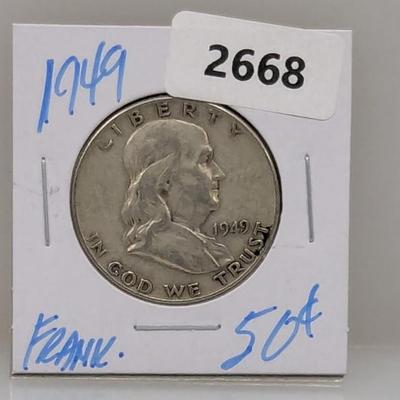 1949
2668
LIBERTY
1949
IN GOD WE TRUST
FRANK. 50¢